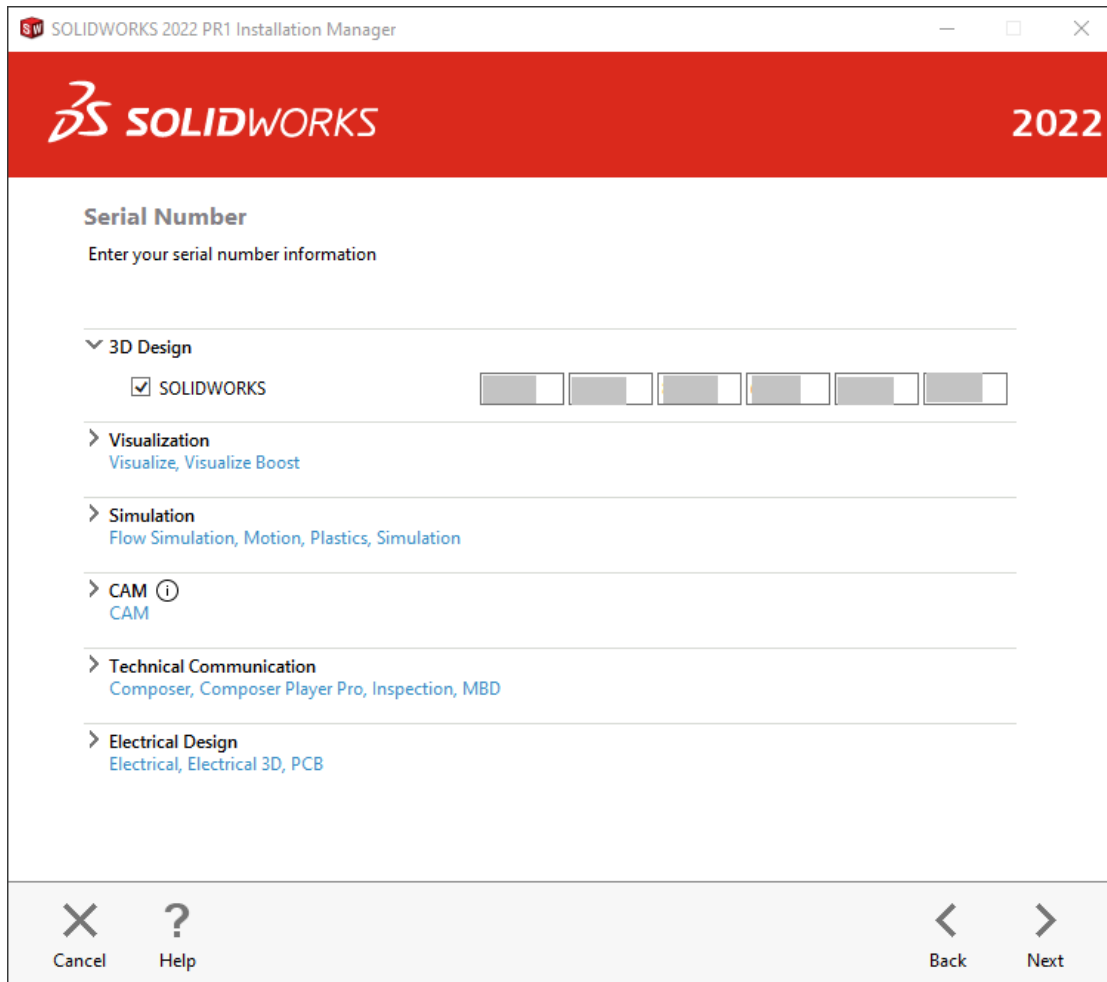 SOLIDWORKS 2022 PR1 Installation Manager
SOLIDWORKS
2022
Serial Number
Enter your serial number information
3D Design
SOLIDWORKS
Visualization
Visualize, Visualize Boost
Simulation
Flow Simulation, Motion, Plastics, Simulation
CAM
CAM
Technical Communication
Composer, Composer Player Pro, Inspection, MBD
Electrical Design
Electrical, Electrical 3D, PCB
Cancel Help Back Next